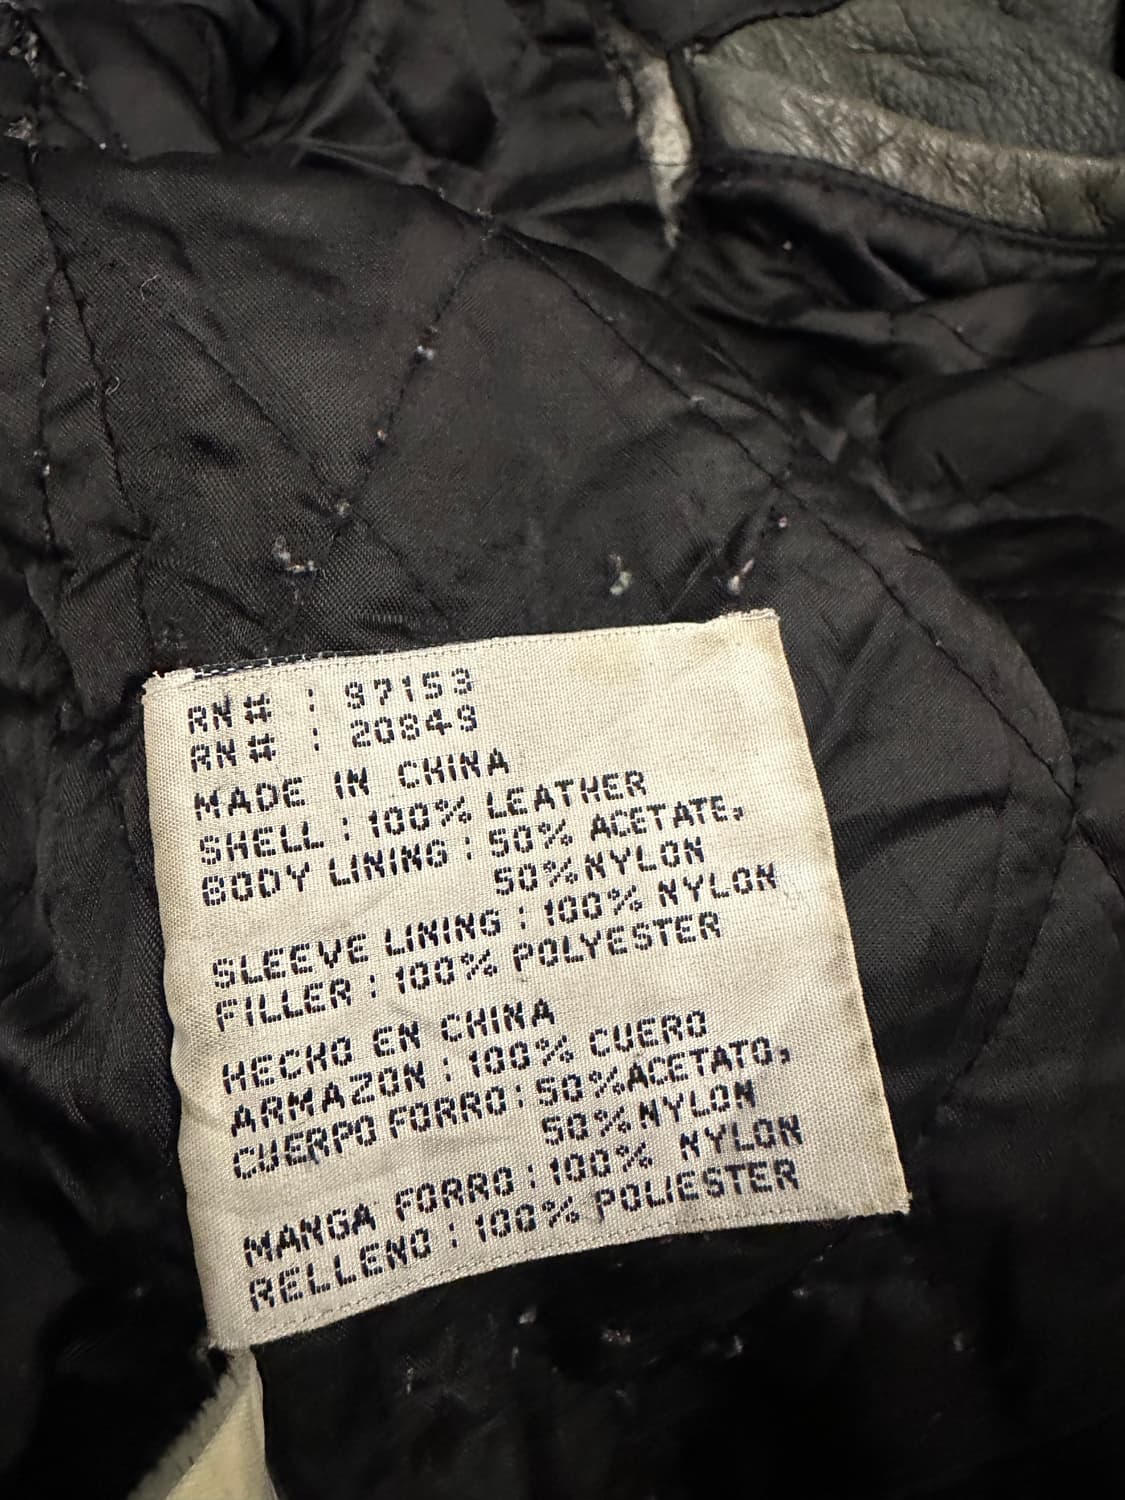 RN# : 97153
RN# : 20849
MADE IN CHINA
SHELL : 100% LEATHER
BODY LINING : 50% ACETATE,
50% NYLON
SLEEVE LINING : 100% NYLON
FILLER : 100% POLYESTER
HECHO EN CHINA
ARMAZON : 100% CUERO
CUERPO FORRO : 50% ACETATO,
50% NYLON
MANGA FORRO : 100% NYLON
RELLENO : 100% POLIESTER